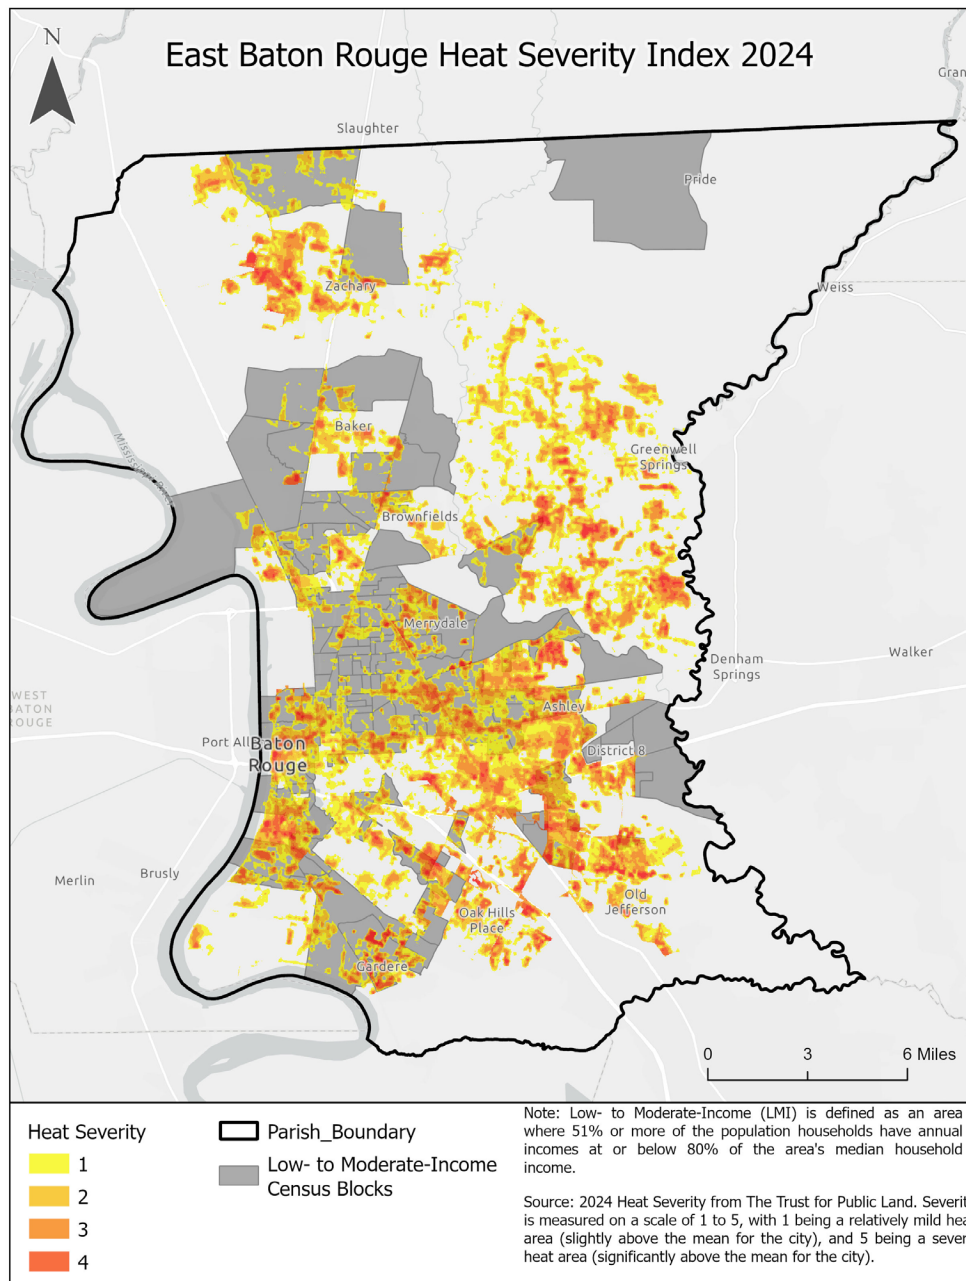 N
East Baton Rouge Heat Severity Index 2024
Gran
Slaughter
Pride
Zachary
Weiss
Baker
Mississippi River
Greenwell
Springs
Brownfields
Merrydale
Denham
Springs
Walker
WEST
BATON
ROUGE
Ashley
Port All
Baton
Rouge
District 8
Merlin
Brusly
Old
Jefferson
Oak Hills
Place
Gardere
0 3 6 Miles
Heat Severity
1
2
3
4
Parish_Boundary
Low- to Moderate-Income
Census Blocks
Note: Low- to Moderate-Income (LMI) is defined as an area
where 51% or more of the population households have annual
incomes at or below 80% of the area's median household
income.
Source: 2024 Heat Severity from The Trust for Public Land. Severit
is measured on a scale of 1 to 5, with 1 being a relatively mild hea
area (slightly above the mean for the city), and 5 being a sever
heat area (significantly above the mean for the city).